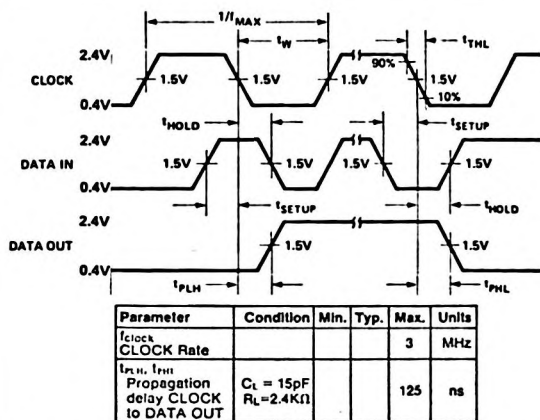 1/fMAX
tW
tTHL
2.4V
90%
CLOCK
1.5V
1.5V
1.5V
1.5V
10%
0.4V
tHOLD
tSETUP
2.4V
DATA IN
1.5V
1.5V
1.5V
1.5V
0.4V
tSETUP
tHOLD
2.4V
DATA OUT
1.5V
1.5V
0.4V
tPLH
tPHL
Parameter Condition Min. Typ. Max. Units
fclock
CLOCK Rate 3 MHz
tPLH, tPHL
Propagation CL = 15pF
delay CLOCK RL=2.4KΩ 125 ns
to DATA OUT